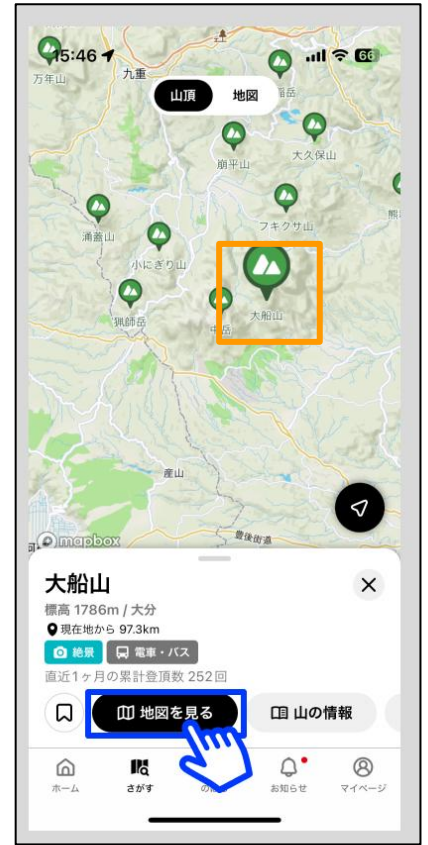 15:46
66
万年山
九重
山頂
地図
崩平山
大久保山
フキクサ山
涌蓋山
小にぎり山
大船山
猟師岳
中岳
産山
豊後街道
mapbox
大船山
標高 1786m / 大分
現在地から 97.3km
絶景
電車・バス
直近1ヶ月の累計登頂数 252回
地図を見る
山の情報
ホーム
さがす
お知らせ
マイページ